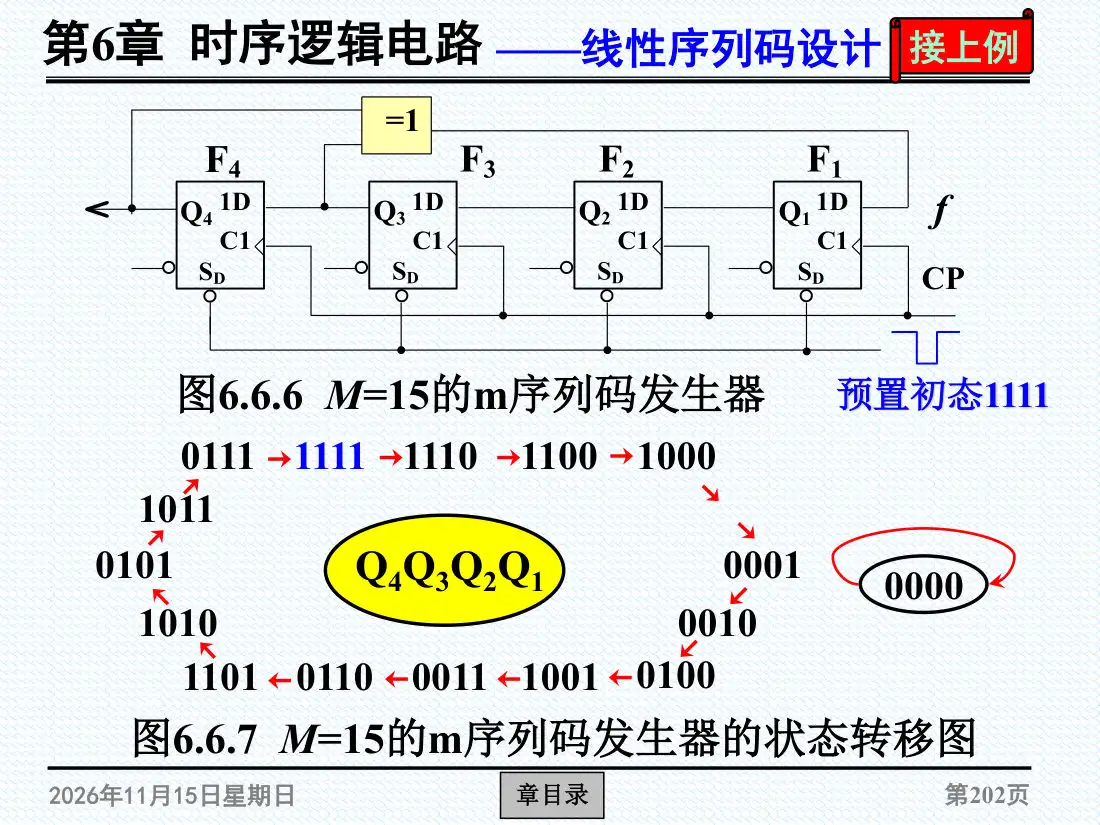 第6章 时序逻辑电路 ——线性序列码设计 接上例
=1
F4 F3 F2 F1
Q4 1D Q3 1D Q2 1D Q1 1D f
C1 C1 C1 C1
SD SD SD SD CP
图6.6.6 M=15的m序列码发生器 预置初态1111
0111 →1111 →1110 →1100 →1000
1011
0101 Q4Q3Q2Q1 0001 0000
1010 0010
1101 ←0110 ←0011 ←1001 ←0100
图6.6.7 M=15的m序列码发生器的状态转移图
2026年11月15日星期日 章目录 第202页